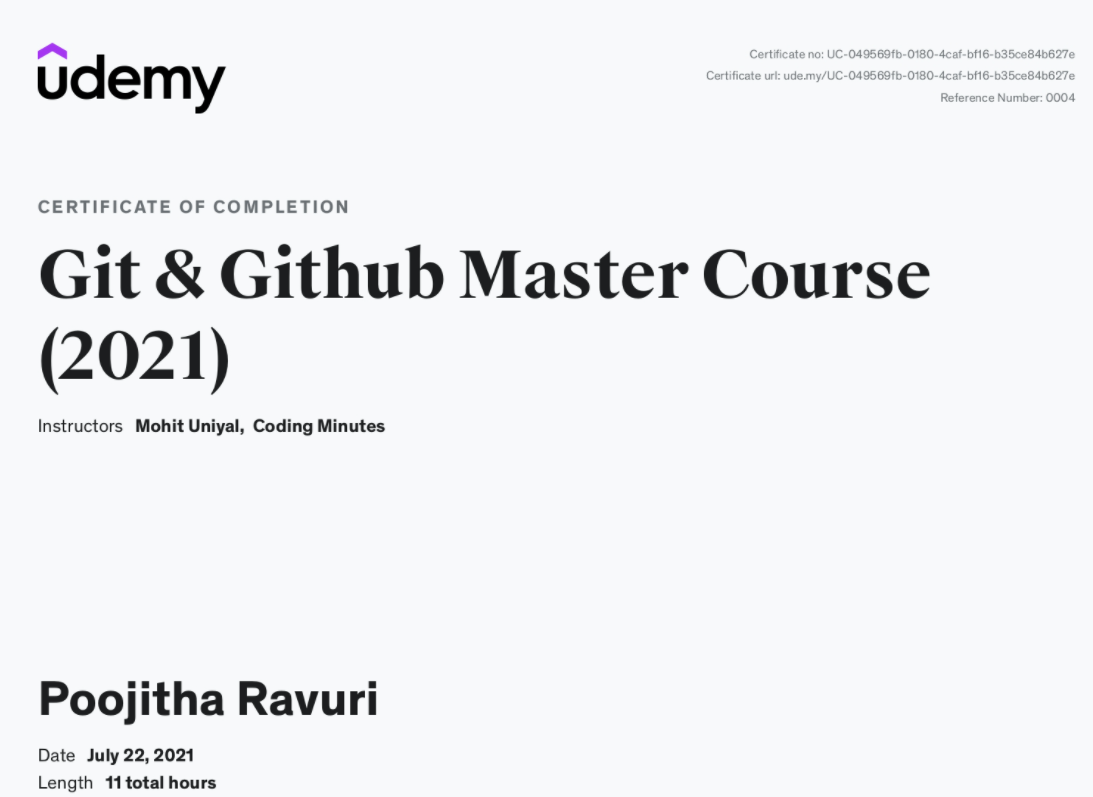 udemy
Certificate no: UC-049569fb-0180-4caf-bf16-b35ce84b627e
Certificate url: ude.my/UC-049569fb-0180-4caf-bf16-b35ce84b627e
Reference Number: 0004
CERTIFICATE OF COMPLETION
Git & Github Master Course
(2021)
Instructors Mohit Uniyal, Coding Minutes
Poojitha Ravuri
Date July 22, 2021
Length 11 total hours